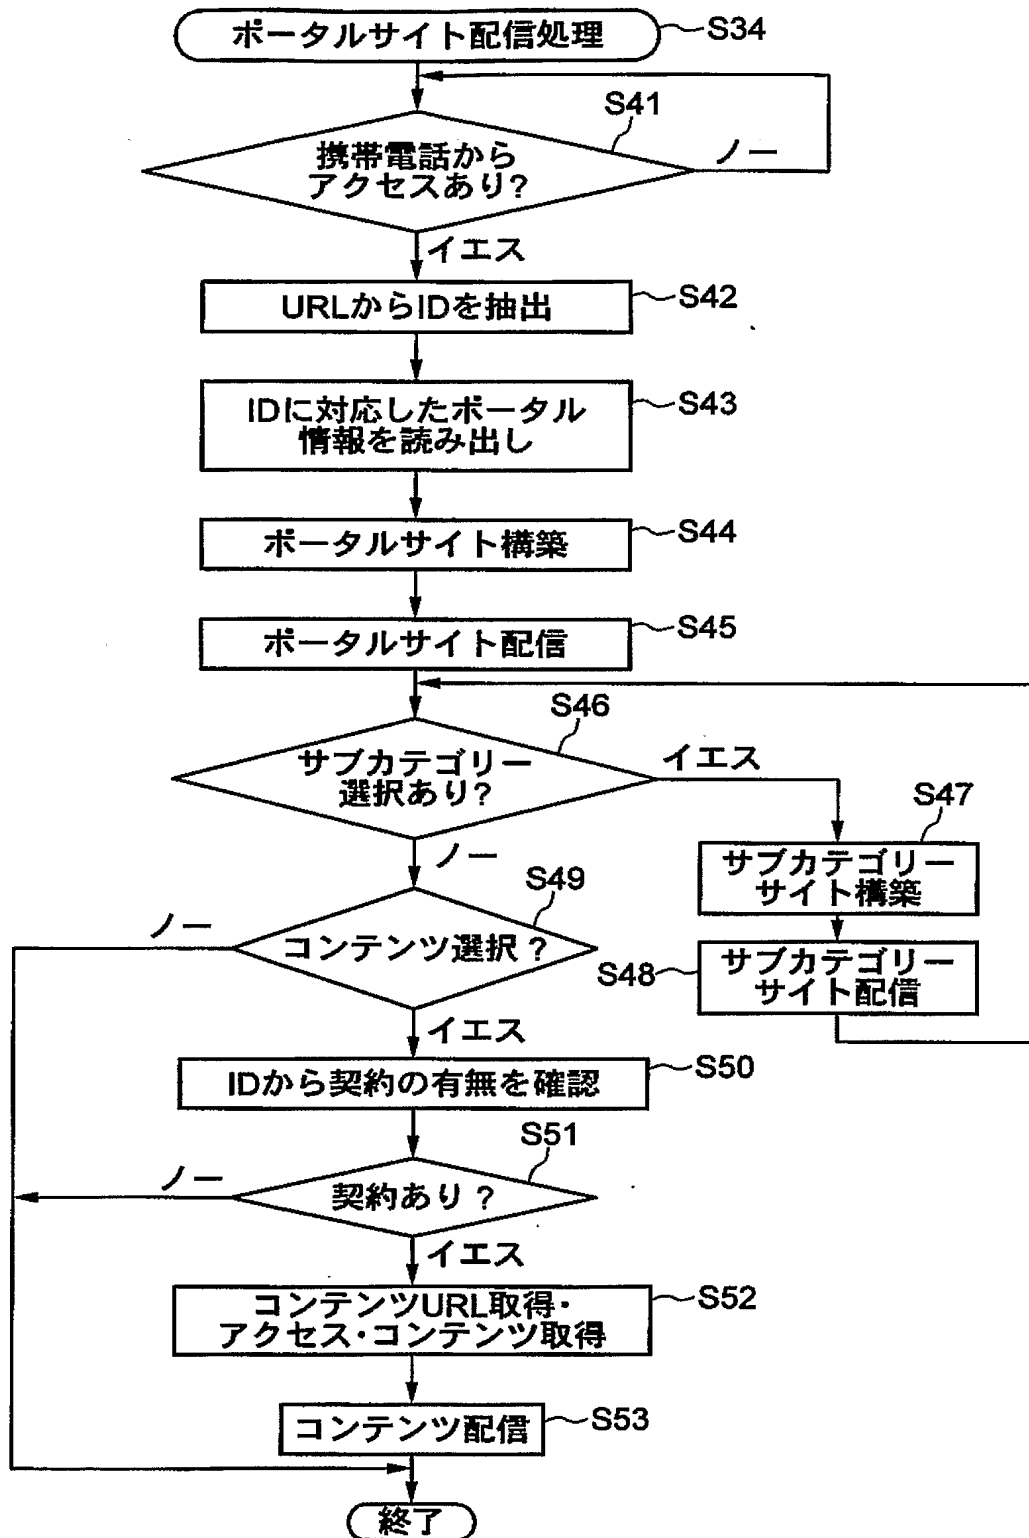 ポータルサイト配信処理
S34
S41
携帯電話から
アクセスあり?
ノー
イエス
URLからIDを抽出
S42
IDに対応したポータル
情報を読み出し
S43
ポータルサイト構築
S44
ポータルサイト配信
S45
S46
サブカテゴリー
選択あり?
イエス
ノー
S47
サブカテゴリー
サイト構築
S48
サブカテゴリー
サイト配信
S49
コンテンツ選択?
ノー
イエス
IDから契約の有無を確認
S50
S51
契約あり?
ノー
イエス
コンテンツURL取得・
アクセス・コンテンツ取得
S52
コンテンツ配信
S53
終了